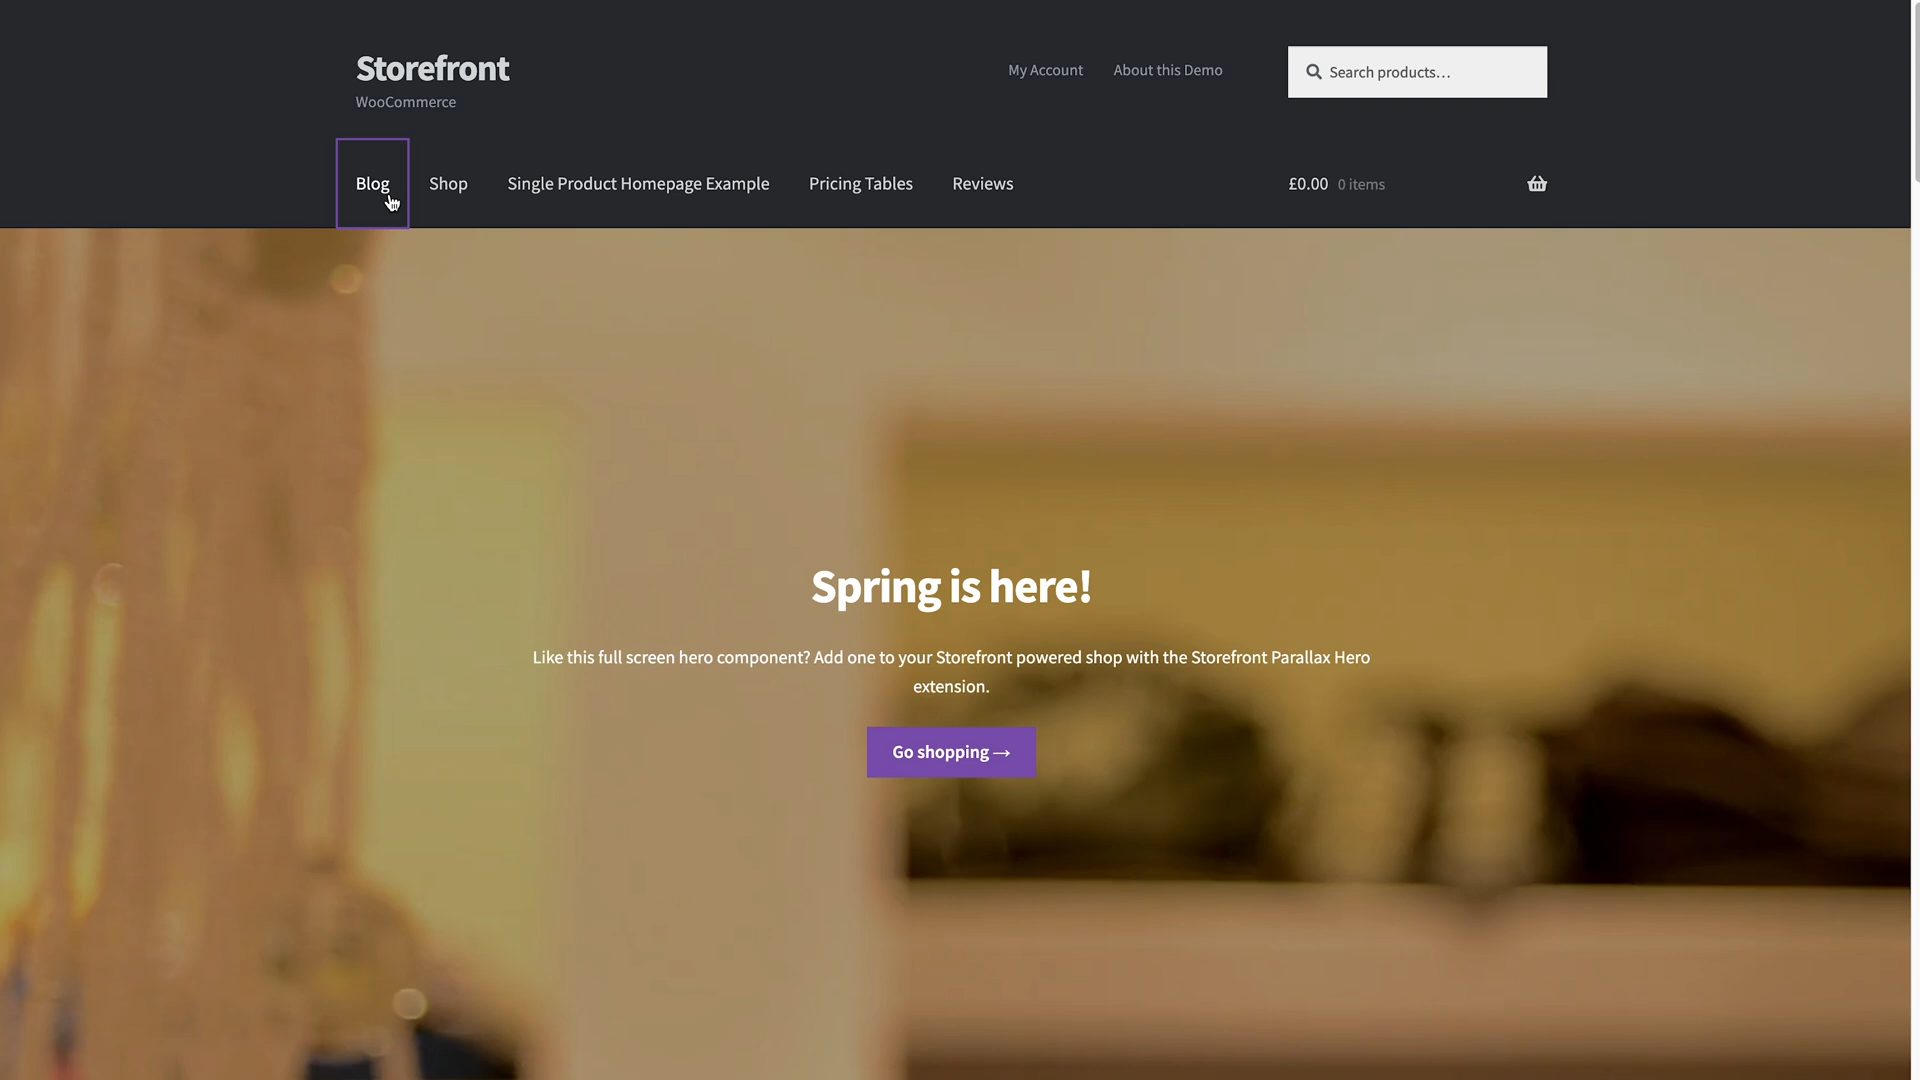 Storefront
WooCommerce
My Account
About this Demo
Search products…
Blog
Shop
Single Product Homepage Example
Pricing Tables
Reviews
£0.00 0 items
Spring is here!
Like this full screen hero component? Add one to your Storefront powered shop with the Storefront Parallax Hero
extension.
Go shopping →